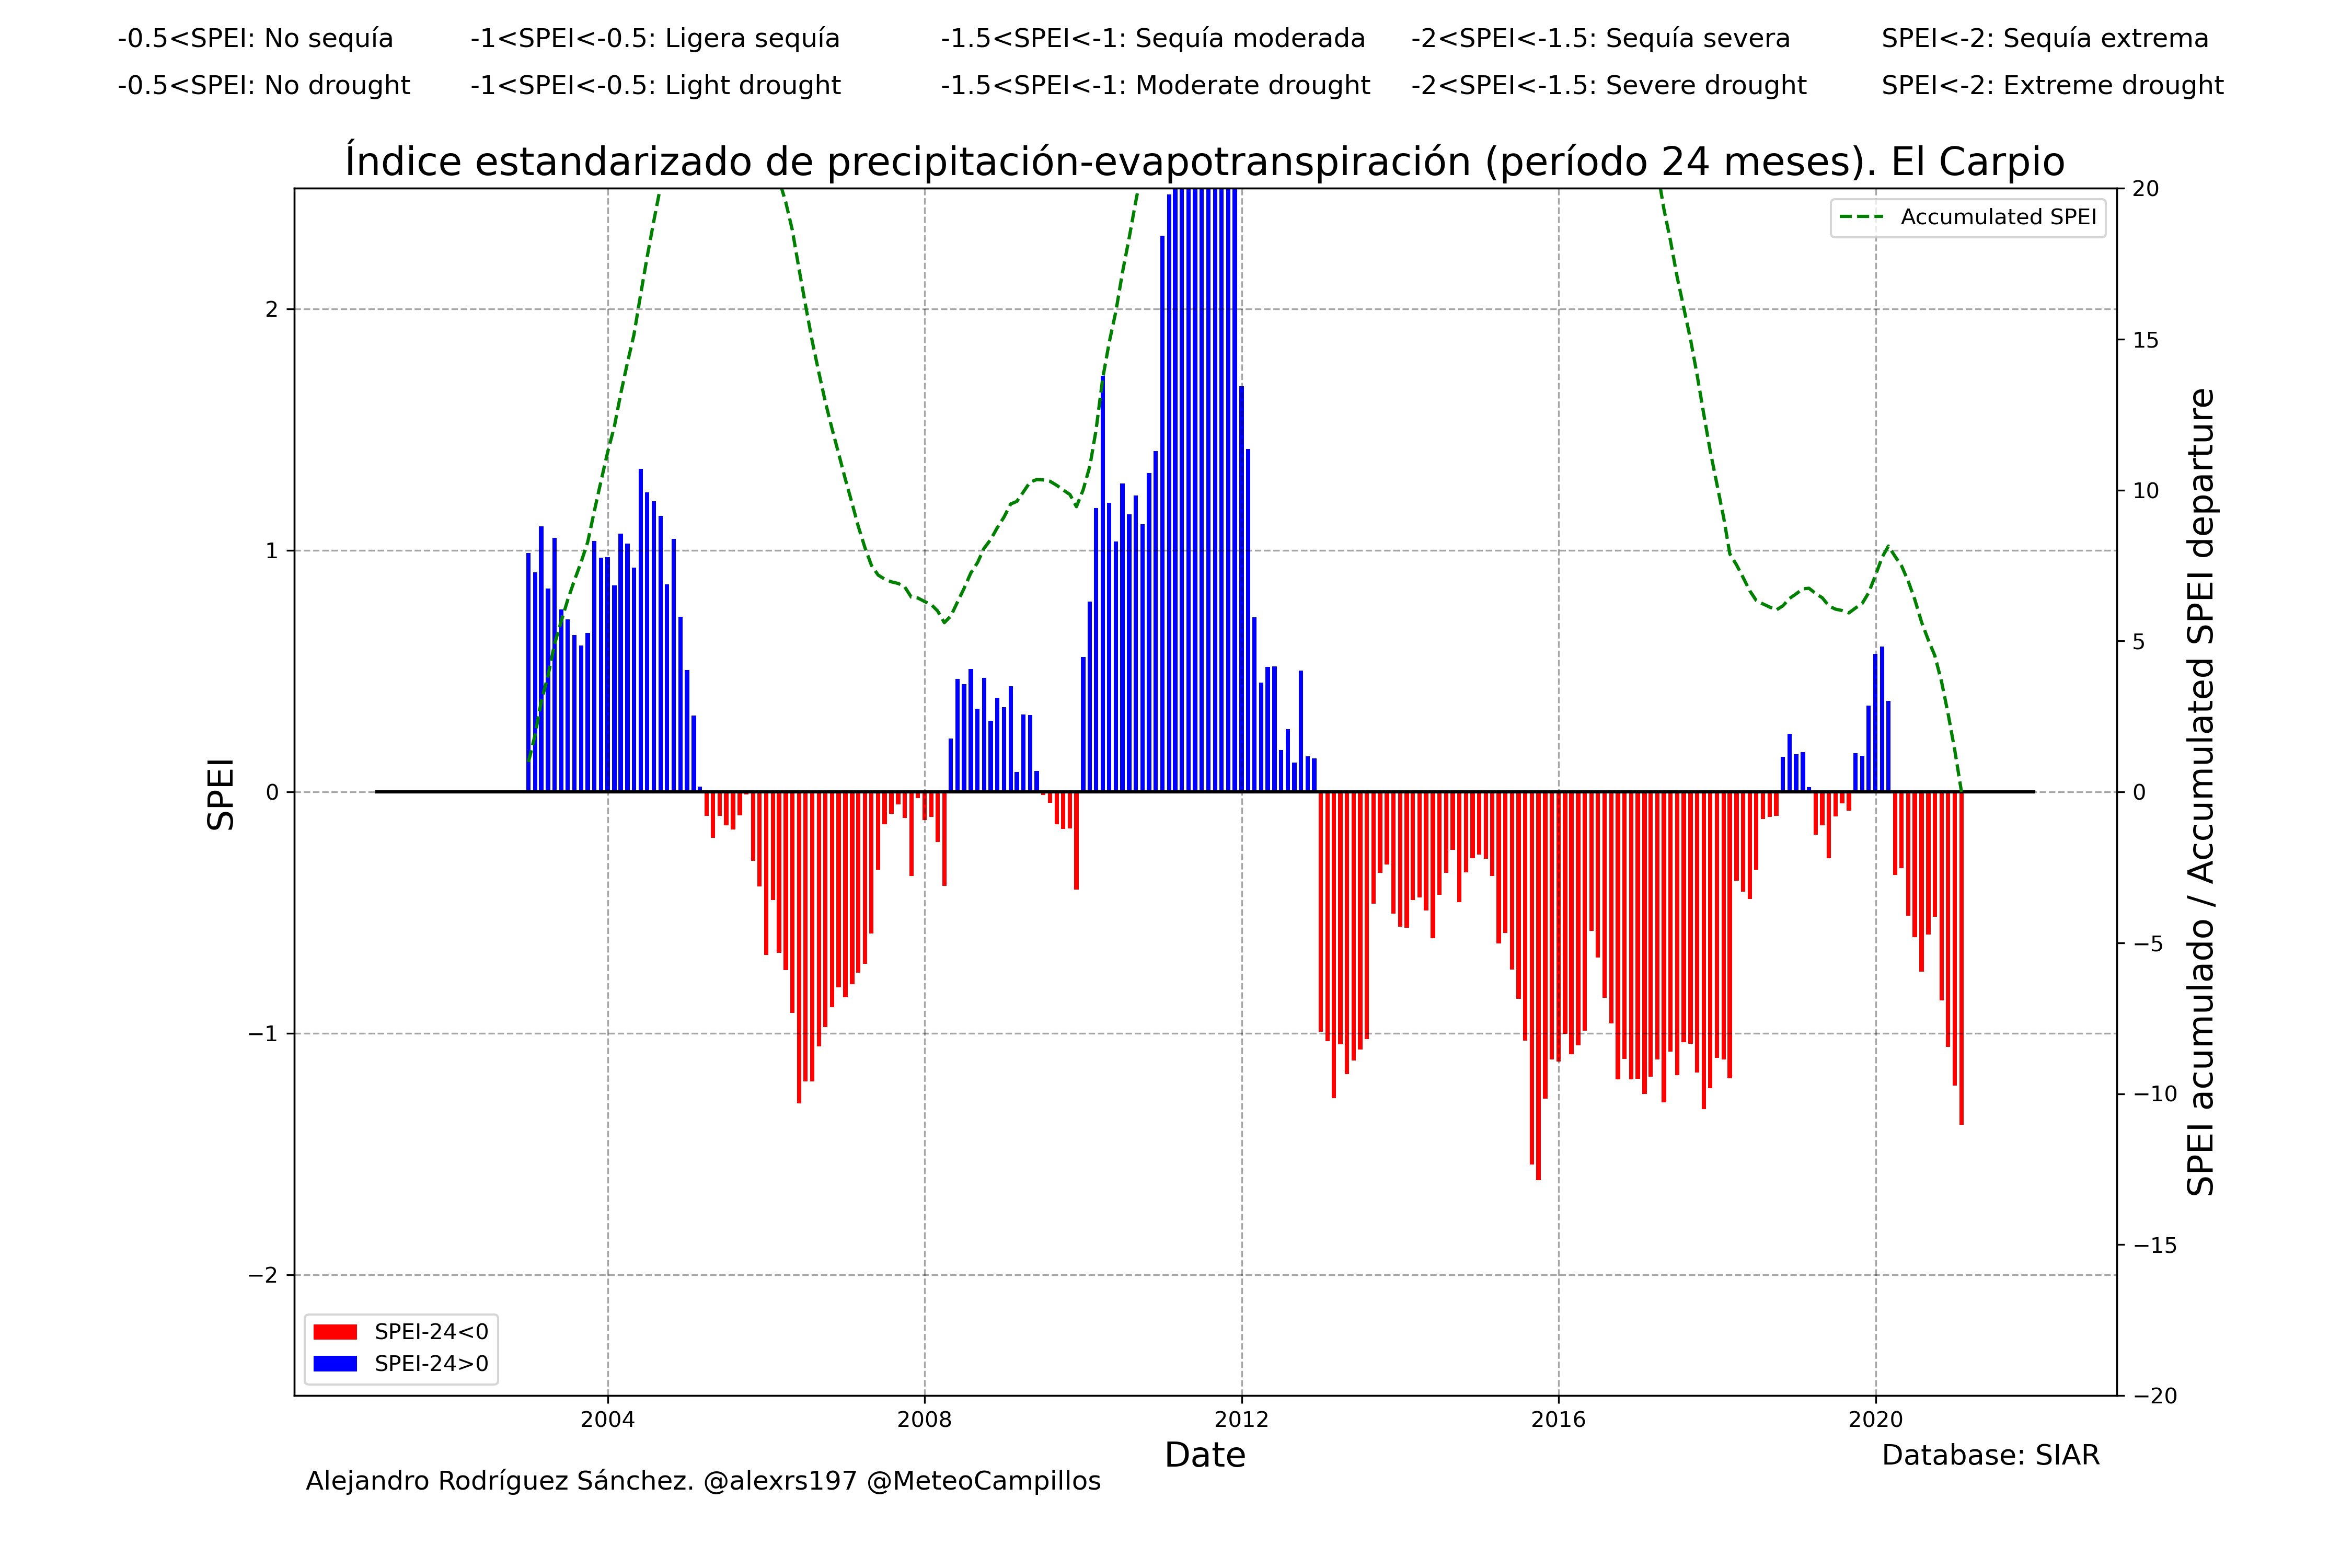 -0.5<SPEI: No sequía -1<SPEI<-0.5: Ligera sequía -1.5<SPEI<-1: Sequía moderada -2<SPEI<-1.5: Sequía severa SPEI<-2: Sequía extrema
-0.5<SPEI: No drought -1<SPEI<-0.5: Light drought -1.5<SPEI<-1: Moderate drought -2<SPEI<-1.5: Severe drought SPEI<-2: Extreme drought
Índice estandarizado de precipitación-evapotranspiración (período 24 meses). El Carpio
Accumulated SPEI
SPEI
2
1
0
−1
−2
20
15
10
5
0
−5
−10
−15
−20
SPEI acumulado / Accumulated SPEI departure
SPEI-24<0
SPEI-24>0
2004 2008 2012 2016 2020
Date
Database: SIAR
Alejandro Rodríguez Sánchez. @alexrs197 @MeteoCampillos